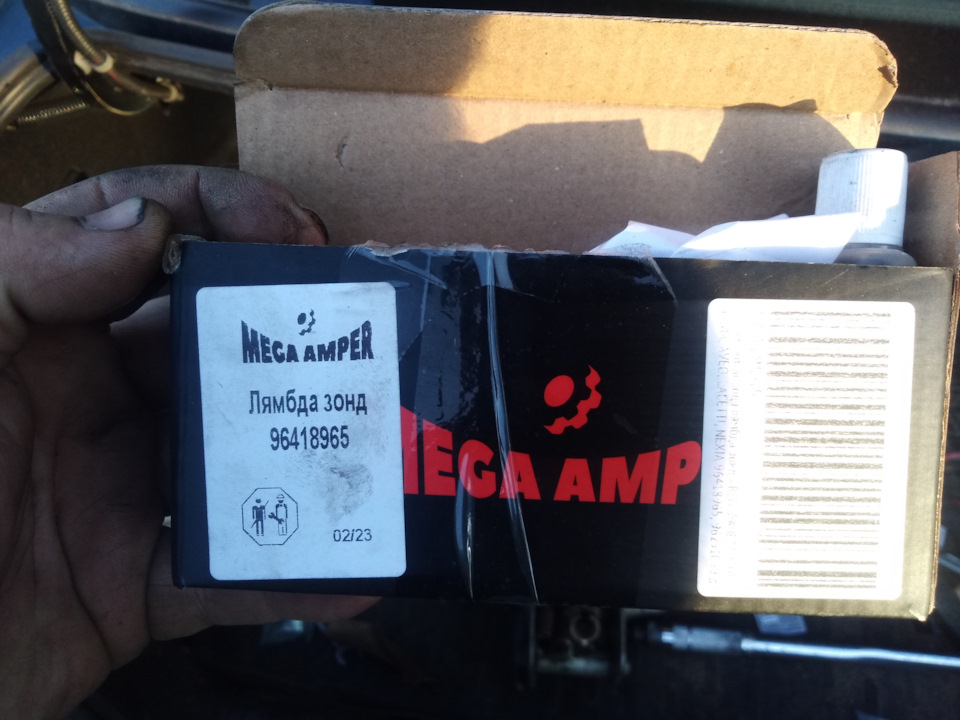 MEGA AMPER
Лямбда зонд
96418965
02/23
MEGA AMP